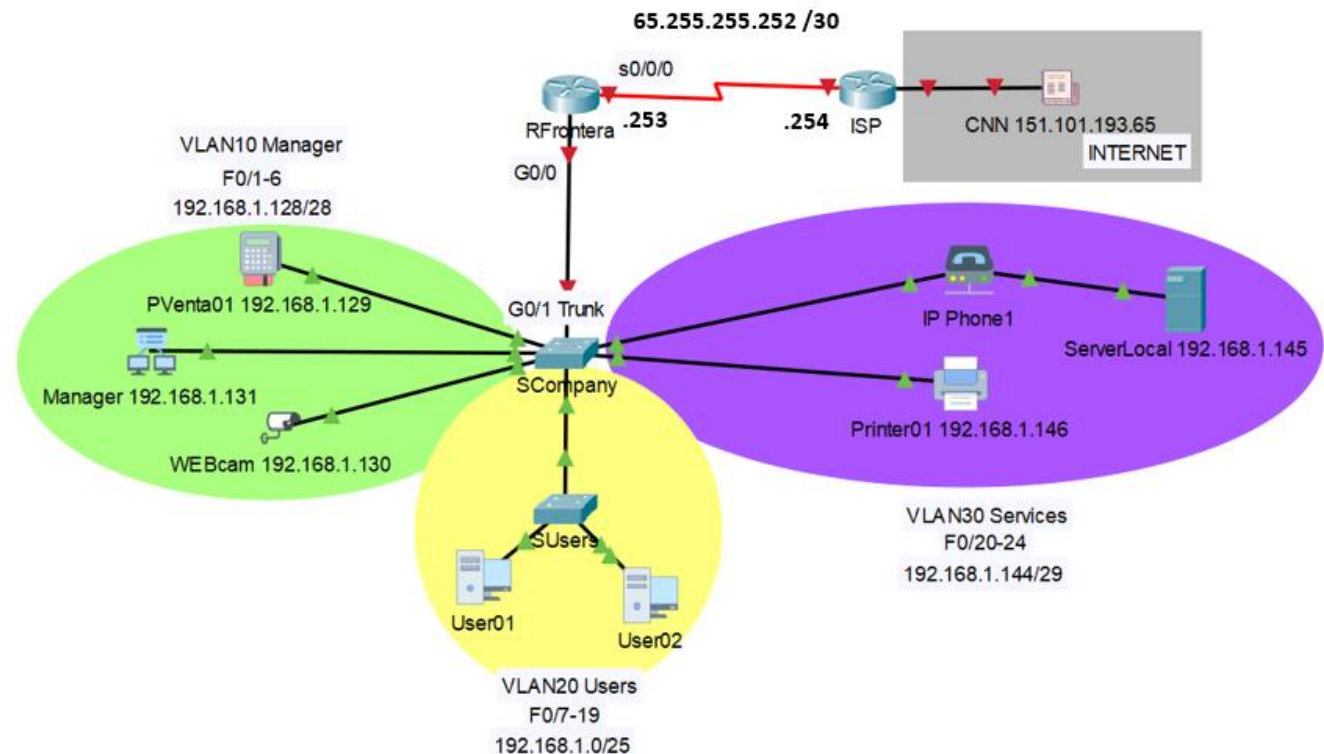 65.255.255.252 /30
s0/0/0
.253
.254
RFrontera
ISP
CNN 151.101.193.65
INTERNET
G0/0
VLAN10 Manager
F0/1-6
192.168.1.128/28
PVenta01 192.168.1.129
Manager 192.168.1.131
WEBcam 192.168.1.130
G0/1 Trunk
SCompany
IP Phone1
ServerLocal 192.168.1.145
Printer01 192.168.1.146
VLAN30 Services
F0/20-24
192.168.1.144/29
SUsers
User01
User02
VLAN20 Users
F0/7-19
192.168.1.0/25